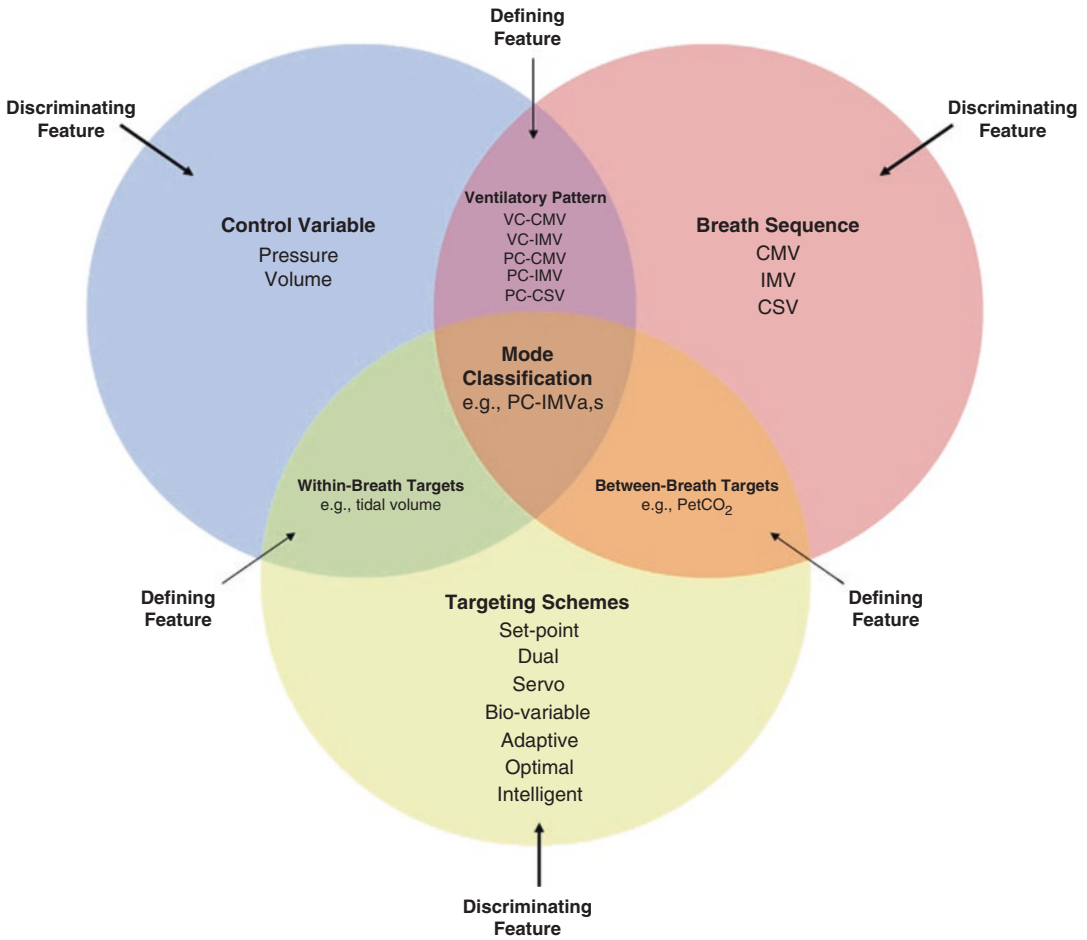 Defining
Feature
Discriminating
Feature
Discriminating
Feature
Control Variable
Pressure
Volume
Ventilatory Pattern
VC-CMV
VC-IMV
PC-CMV
PC-IMV
PC-CSV
Breath Sequence
CMV
IMV
CSV
Mode
Classification
e.g., PC-IMVa,s
Within-Breath Targets
e.g., tidal volume
Between-Breath Targets
e.g., PetCO₂
Defining
Feature
Defining
Feature
Targeting Schemes
Set-point
Dual
Servo
Bio-variable
Adaptive
Optimal
Intelligent
Discriminating
Feature